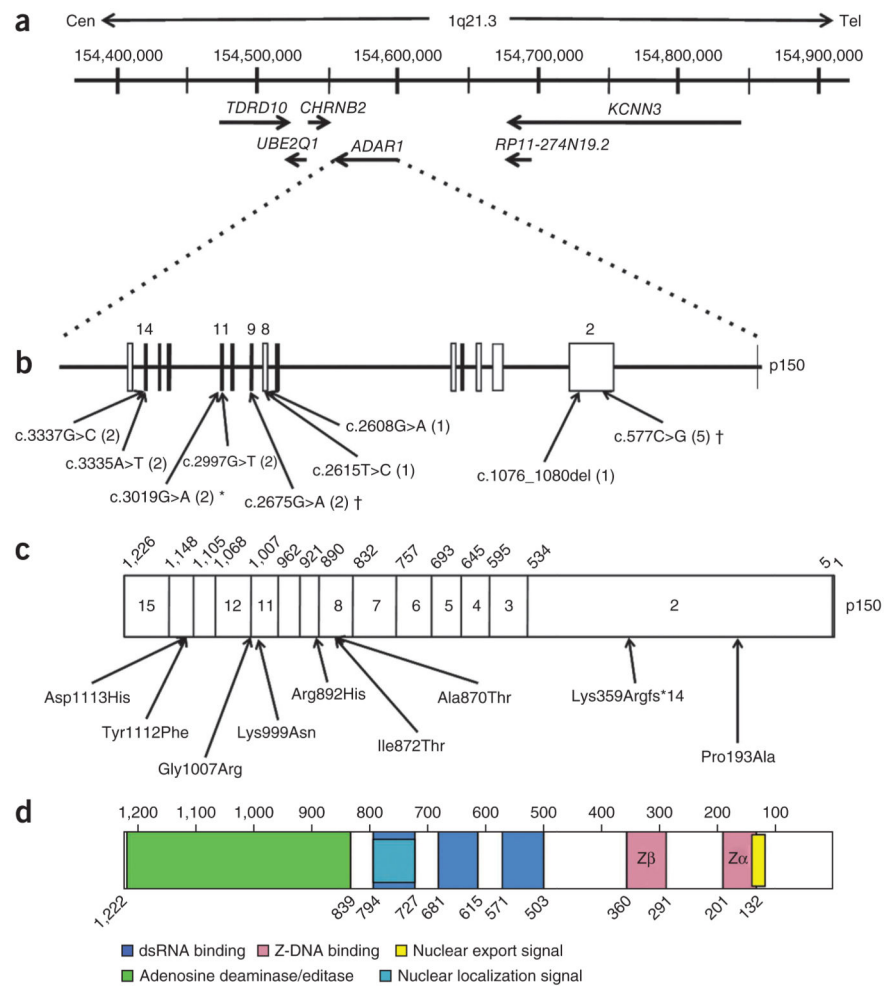 a
Cen 1q21.3 Tel
154,400,000 154,500,000 154,600,000 154,700,000 154,800,000 154,900,000
TDRD10 CHRNB2 KCNN3
UBE2Q1 ADAR1 RP11-274N19.2
14 11 9 8 2
b
p150
c.3337G>C (2)
c.3335A>T (2)
c.3019G>A (2) *
c.2997G>T (2)
c.2675G>A (2) †
c.2615T>C (1)
c.2608G>A (1)
c.1076_1080del (1)
c.577C>G (5) †
c
1,226 1,148 1,105 1,068 1,007 962 921 890 832 757 693 645 595 534 5 1
15 12 11 8 7 6 5 4 3 2 p150
Asp1113His
Tyr1112Phe
Gly1007Arg
Lys999Asn
Arg892His
Ile872Thr
Ala870Thr
Lys359Argfs*14
Pro193Ala
d
1,200 1,100 1,000 900 800 700 600 500 400 300 200 100
Zβ Zα
1,222 839 794 727 681 615 571 503 360 291 201 132
dsRNA binding Z-DNA binding Nuclear export signal
Adenosine deaminase/editase Nuclear localization signal